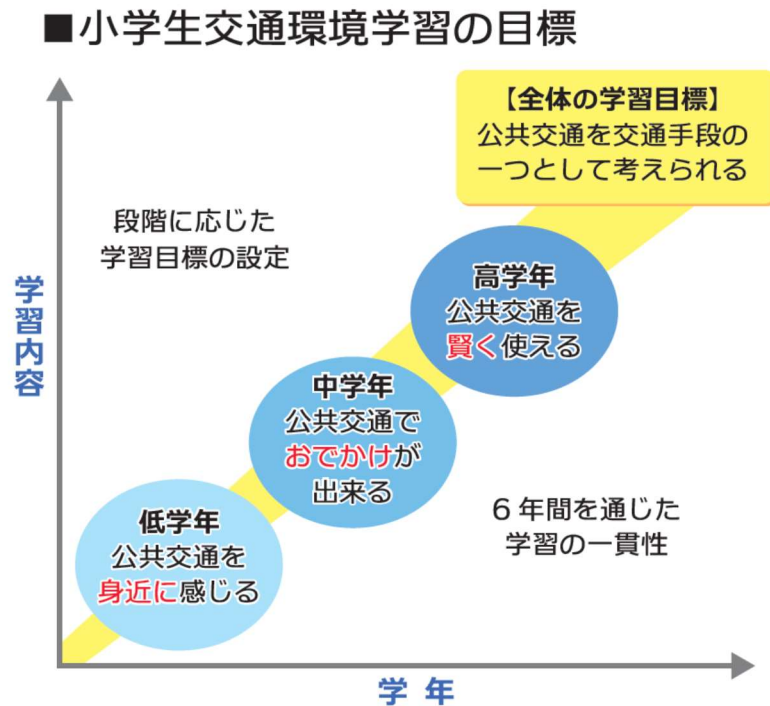 ■小学生交通環境学習の目標
【全体の学習目標】
公共交通を交通手段の
一つとして考えられる
段階に応じた
学習目標の設定
高学年
公共交通を
賢く使える
学習内容
中学年
公共交通で
おでかけが
出来る
6年間を通じた
学習の一貫性
低学年
公共交通を
身近に感じる
学 年